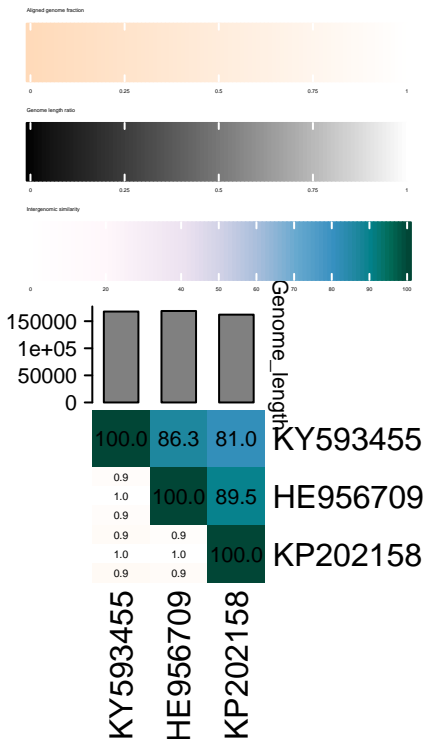 Aligned genome fraction
0 0.25 0.5 0.75 1
Genome length ratio
0 0.25 0.5 0.75 1
Intergenomic similarity
0 20 40 50 60 70 80 90 100
Genome_length
150000
1e+05
50000
0
100.0 86.3 81.0 KY593455
0.9
1.0
0.9
100.0 89.5 HE956709
0.9 0.9
1.0 1.0
0.9 0.9
100.0 KP202158
KY593455
HE956709
KP202158